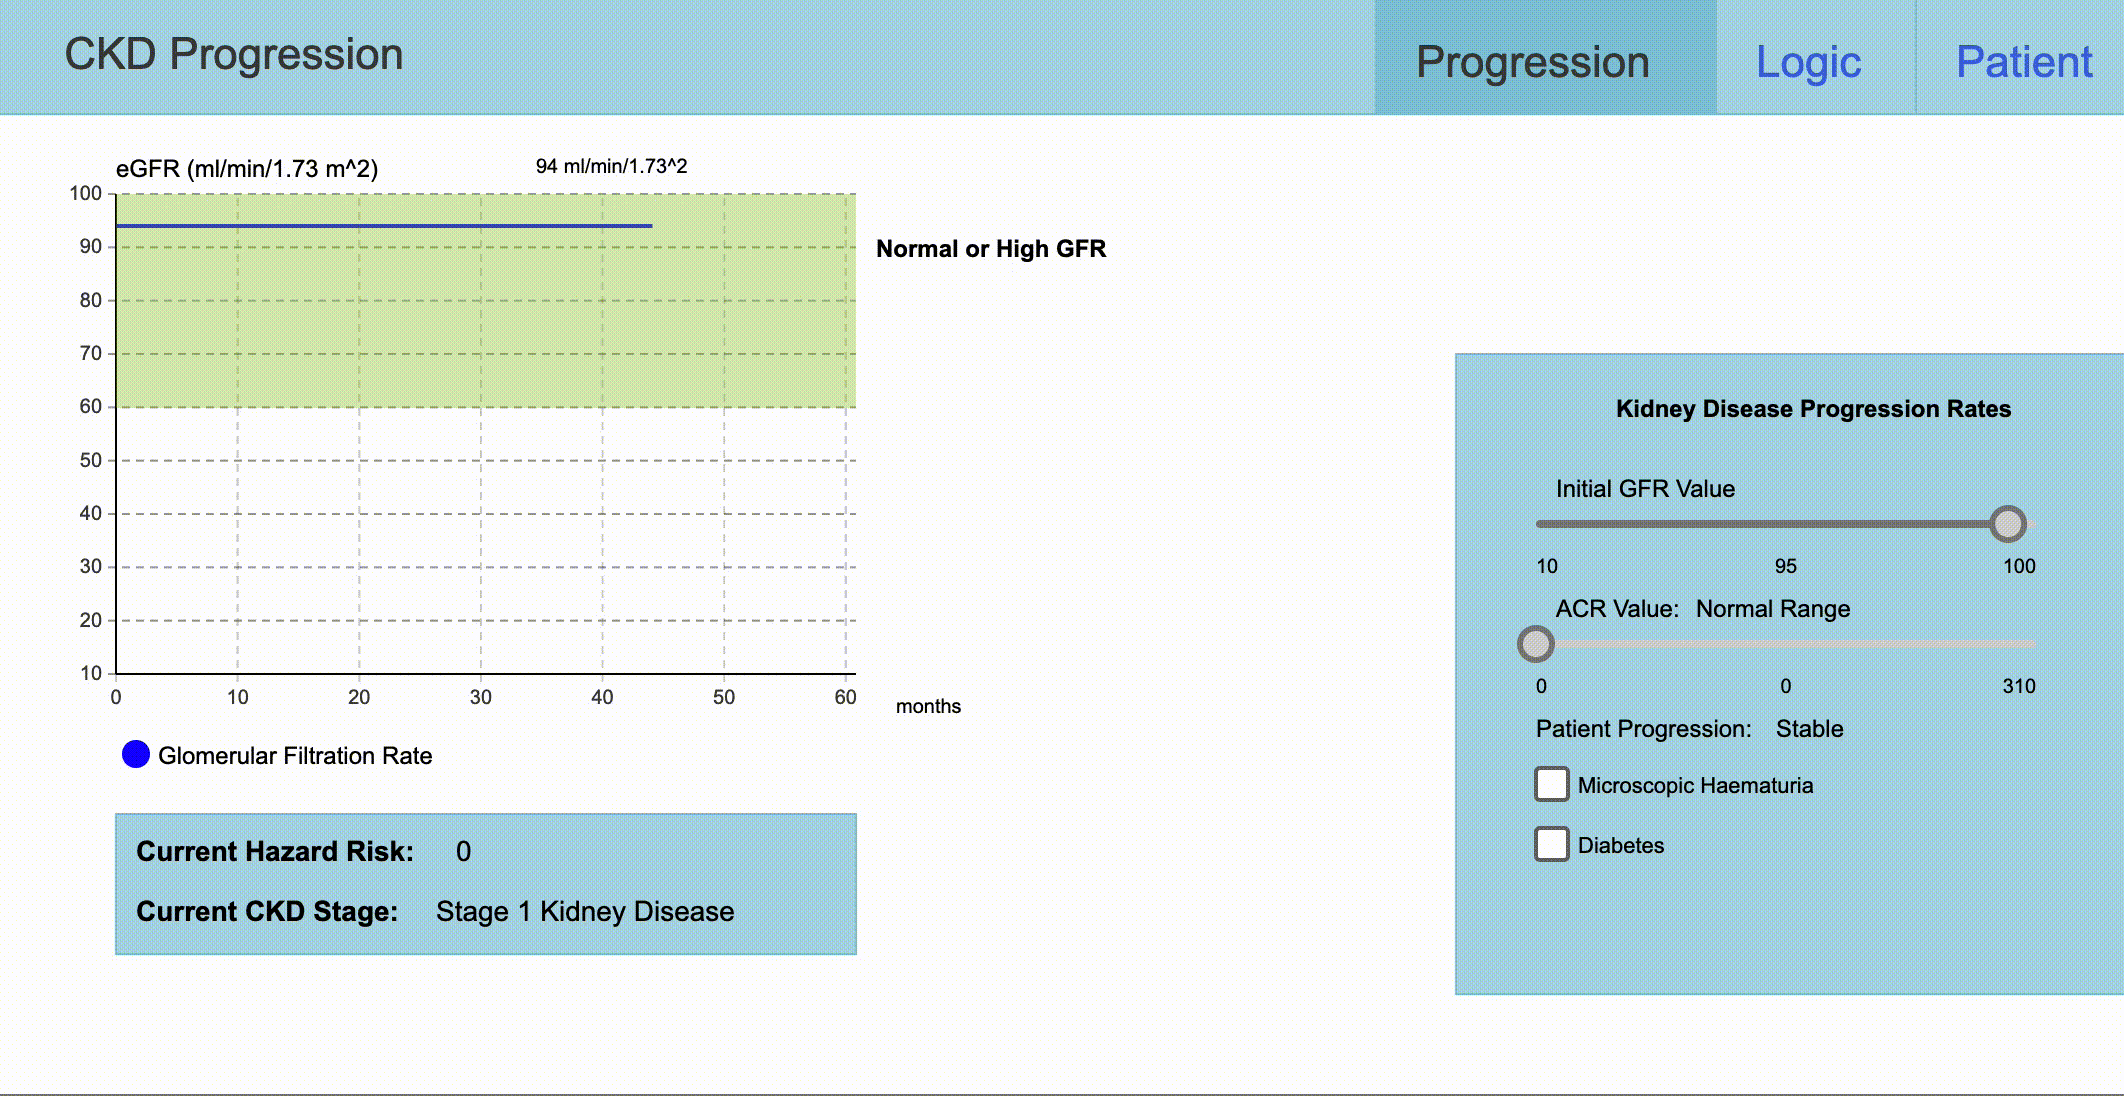 CKD Progression
Progression
Logic
Patient
eGFR (ml/min/1.73 m^2)
94 ml/min/1.73^2
100
90
80
70
60
50
40
30
20
10
Normal or High GFR
0 10 20 30 40 50 60
months
Glomerular Filtration Rate
Current Hazard Risk: 0
Current CKD Stage: Stage 1 Kidney Disease
Kidney Disease Progression Rates
Initial GFR Value
10 95 100
ACR Value: Normal Range
0 0 310
Patient Progression: Stable
Microscopic Haematuria
Diabetes